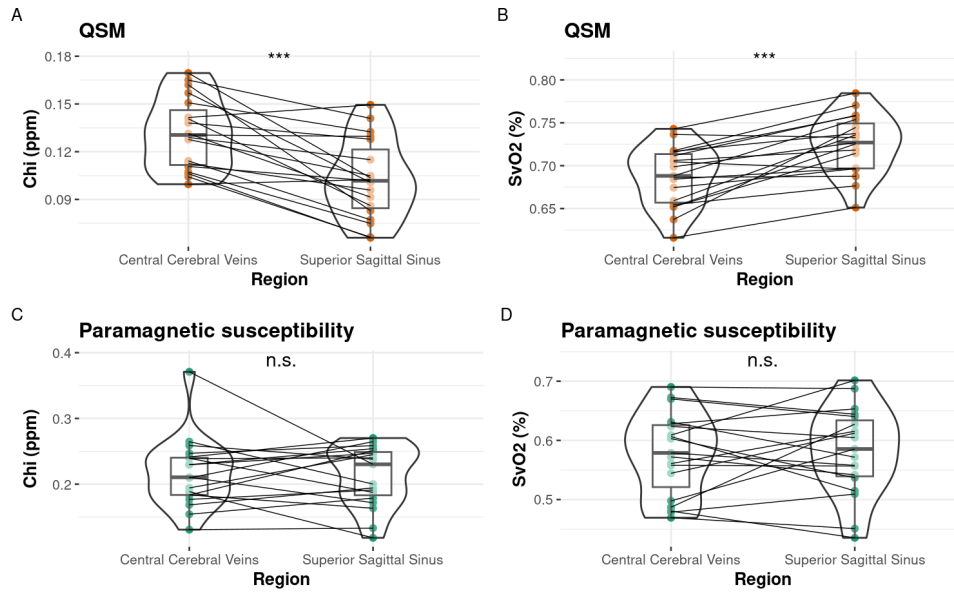 A
QSM
***
Chi (ppm)
0.18
0.15
0.12
0.09
Central Cerebral Veins Superior Sagittal Sinus
Region
B
QSM
***
SvO2 (%)
0.80
0.75
0.70
0.65
Central Cerebral Veins Superior Sagittal Sinus
Region
C
Paramagnetic susceptibility
n.s.
Chi (ppm)
0.4
0.3
0.2
Central Cerebral Veins Superior Sagittal Sinus
Region
D
Paramagnetic susceptibility
n.s.
SvO2 (%)
0.7
0.6
0.5
Central Cerebral Veins Superior Sagittal Sinus
Region